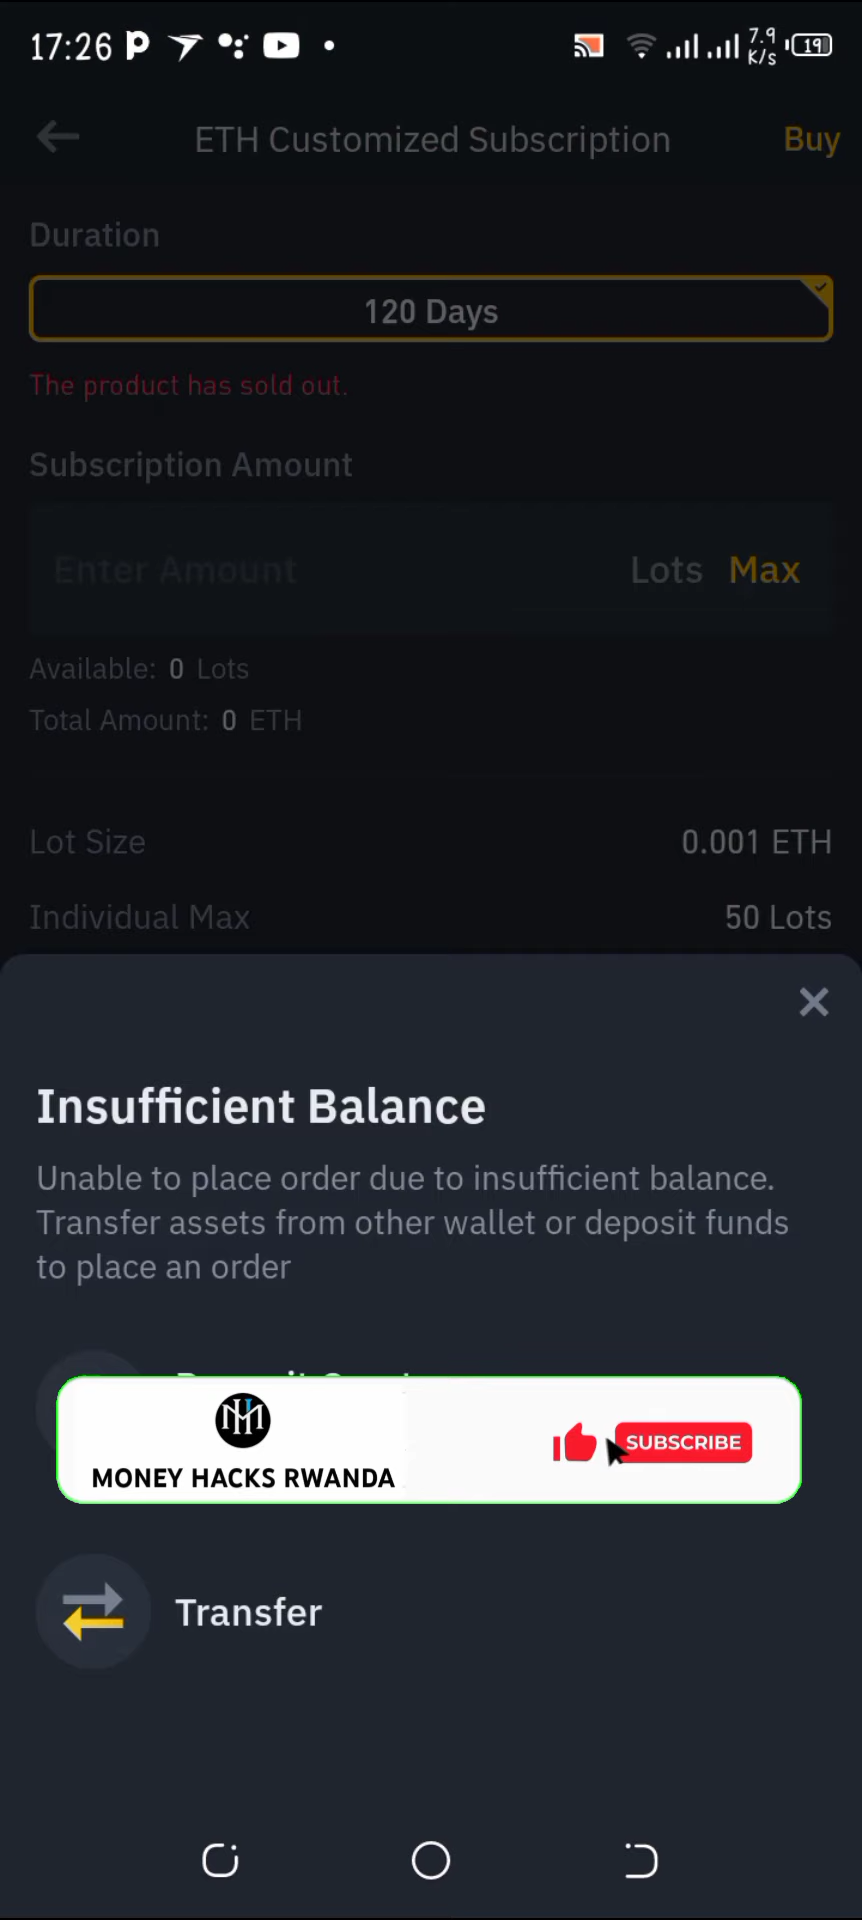 17:26 7.9 K/s 19
ETH Customized Subscription Buy
Duration
120 Days
The product has sold out.
Subscription Amount
Enter Amount Lots Max
Available: 0 Lots
Total Amount: 0 ETH
Lot Size 0.001 ETH
Individual Max 50 Lots
Insufficient Balance
Unable to place order due to insufficient balance.
Transfer assets from other wallet or deposit funds
to place an order
MONEY HACKS RWANDA
SUBSCRIBE
Transfer